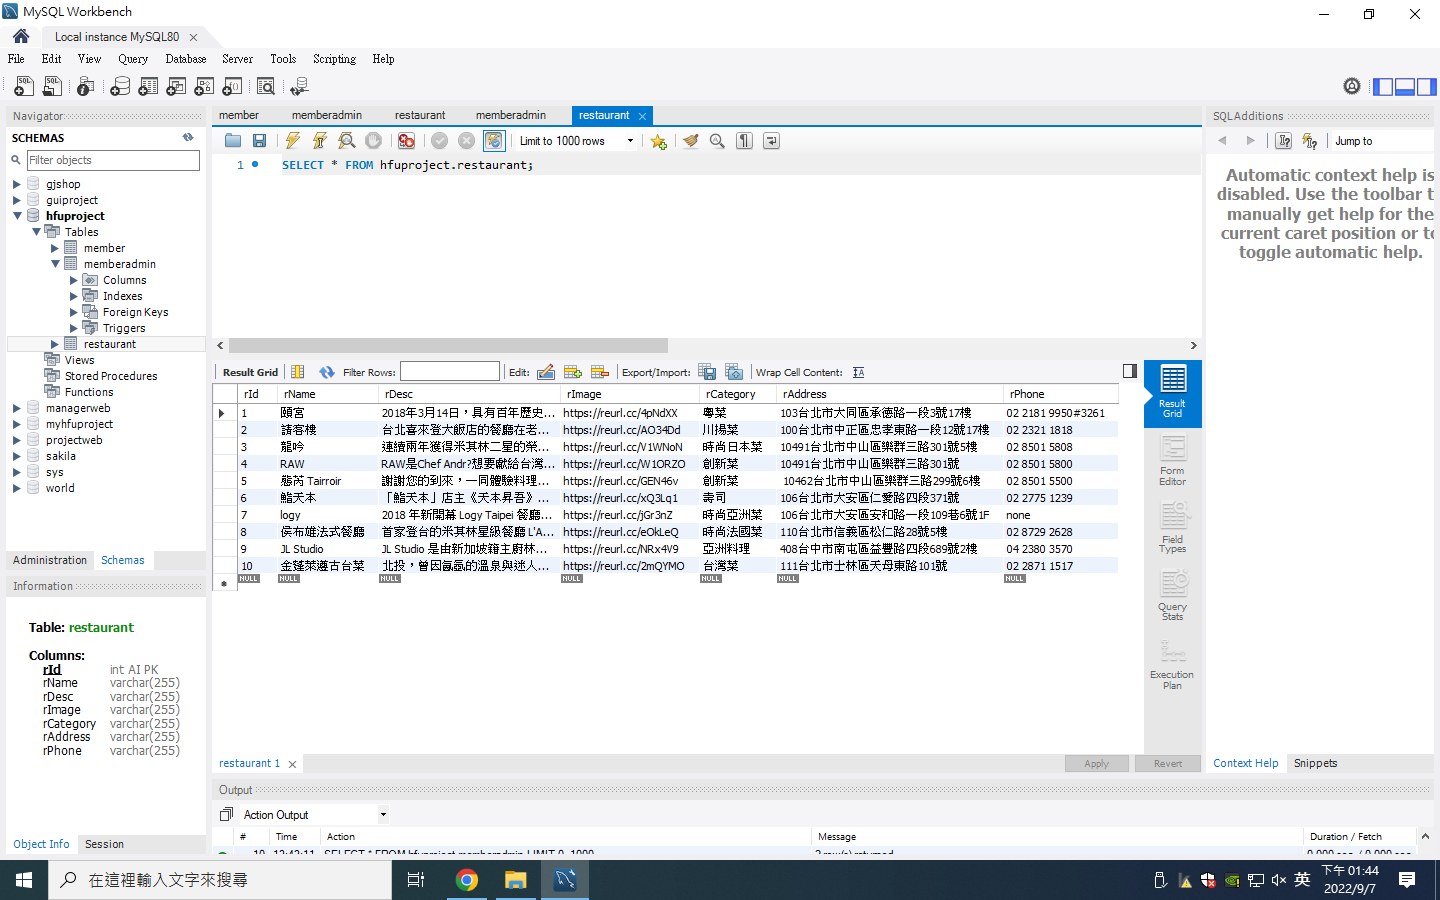 MySQL Workbench
Local instance MySQL80
File Edit View Query Database Server Tools Scripting Help
Navigator
SCHEMAS
Filter objects
gjshop
guiproject
hfuproject
Tables
member
memberadmin
Columns
Indexes
Foreign Keys
Triggers
restaurant
Views
Stored Procedures
Functions
managerweb
myhfuproject
projectweb
sakila
sys
world
Administration Schemas
Information
Table: restaurant
Columns:
rId int AI PK
rName varchar(255)
rDesc varchar(255)
rImage varchar(255)
rCategory varchar(255)
rAddress varchar(255)
rPhone varchar(255)
Object Info Session
member memberadmin restaurant memberadmin restaurant
Limit to 1000 rows
1 SELECT * FROM hfuproject.restaurant;
Result Grid Filter Rows: Edit: Export/Import: Wrap Cell Content:
rId rName rDesc rImage rCategory rAddress rPhone
1 頤宮 2018年3月14日，具有百年歷史... https://reurl.cc/4pNdXX 粵菜 103台北市大同區承德路一段3號17樓 02 2181 9950#3261
2 請客樓 台北喜來登大飯店的餐廳在老... https://reurl.cc/AO34Dd 川揚菜 100台北市中正區忠孝東路一段12號17樓 02 2321 1818
3 龍吟 連續兩年獲得米其林二星的榮... https://reurl.cc/V1WNoN 時尚日本菜 10491台北市中山區樂群三路301號5樓 02 8501 5808
4 RAW RAW是Chef Andr?想要獻給台灣... https://reurl.cc/W1ORZO 創新菜 10491台北市中山區樂群三路301號 02 8501 5800
5 態芮 Tairroir 謝謝您的到來，一同體驗料理... https://reurl.cc/GEN46v 創新菜 10462台北市中山區樂群三路299號6樓 02 8501 5500
6 鮨天本 「鮨天本」店主《天本昇吾》... https://reurl.cc/xQ3Lq1 壽司 106台北市大安區仁愛路四段371號 02 2775 1239
7 logy 2018 年新開幕 Logy Taipei 餐廳... https://reurl.cc/jGr3nZ 時尚亞洲菜 106台北市大安區安和路一段109巷6號1F none
8 侯布雄法式餐廳 首家登台的米其林星級餐廳 L'A... https://reurl.cc/eOkLeQ 時尚法國菜 110台北市信義區松仁路28號5樓 02 8729 2628
9 JL Studio JL Studio 是由新加坡籍主廚林... https://reurl.cc/NRx4V9 亞洲料理 408台中市南屯區益豐路四段689號2樓 04 2380 3570
10 金蓬萊遵古台菜 北投，曾因氤氳的溫泉與迷人... https://reurl.cc/2mQYMO 台灣菜 111台北市士林區天母東路101號 02 2871 1517
NULL NULL NULL NULL NULL NULL NULL
Result Grid
Form Editor
Field Types
Query Stats
Execution Plan
restaurant 1 Apply Revert
SQLAdditions
Jump to
Automatic context help is
disabled. Use the toolbar t
manually get help for the
current caret position or to
toggle automatic help.
Context Help Snippets
Output
Action Output
# Time Action Message Duration / Fetch
10 13:43:11 SELECT * FROM hfuproject.memberadmin LIMIT 0, 1000 0.000 sec / 0.000 sec
在這裡輸入文字來搜尋
英
下午 01:44
2022/9/7